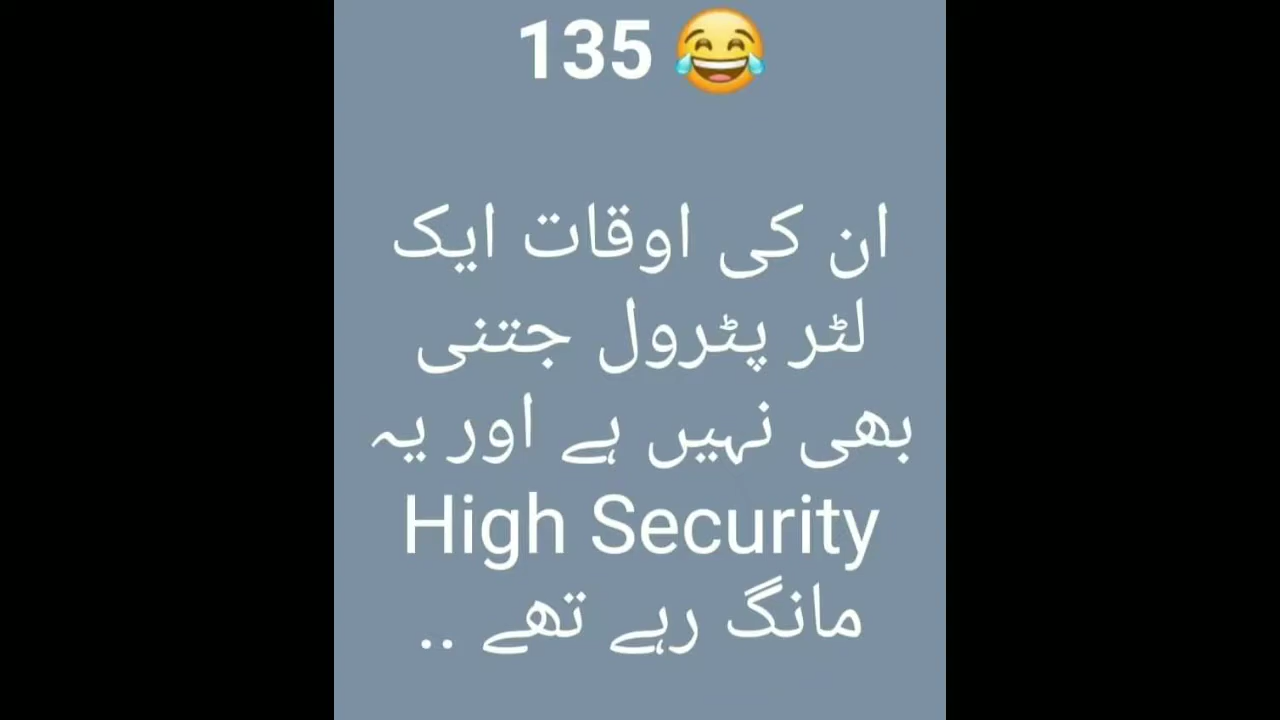 135 😂
ان کی اوقات ایک
لٹر پٹرول جتنی
بھی نہیں ہے اور یہ
High Security
مانگ رہے تھے ..